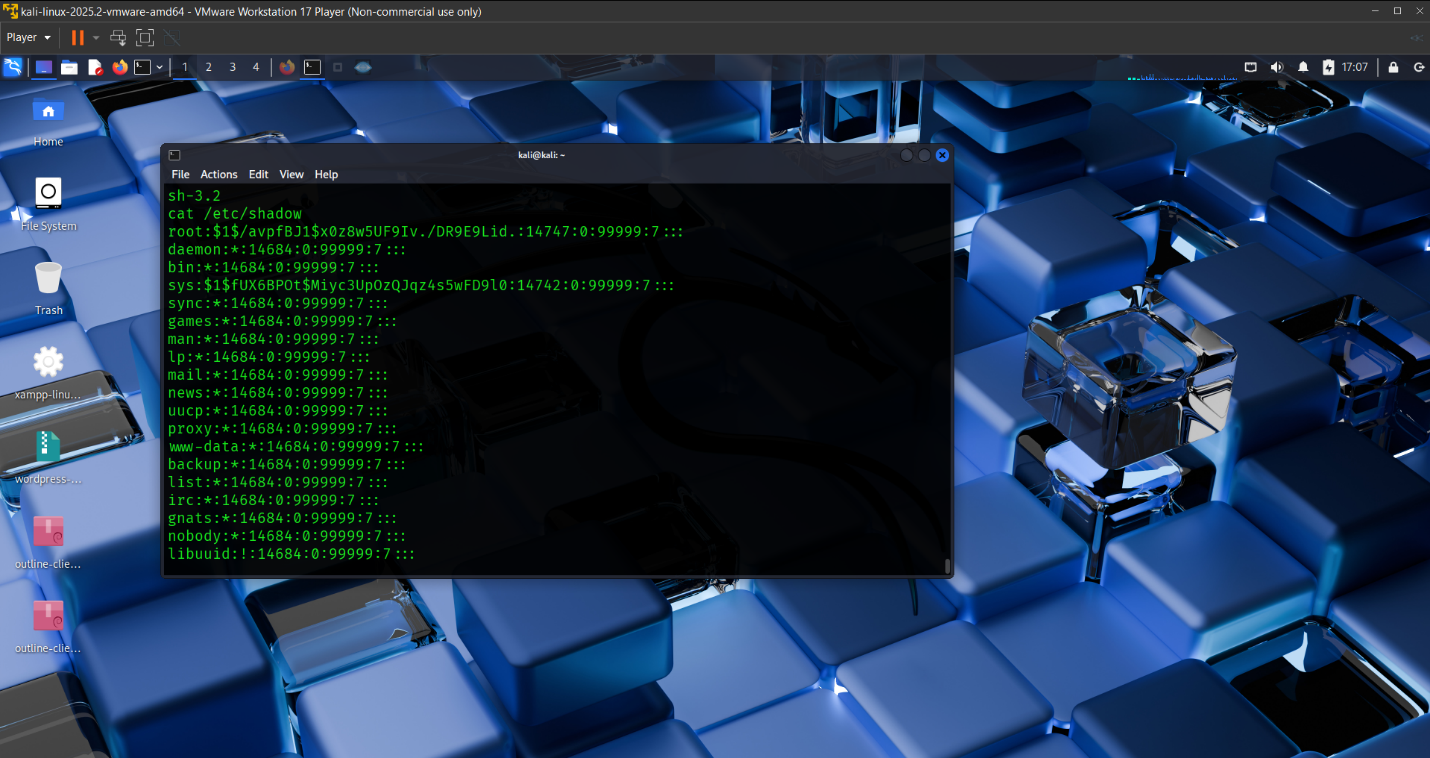 kali-linux-2025.2-vmware-amd64 - VMware Workstation 17 Player (Non-commercial use only)
Player
1 2 3 4
17:07
Home
File System
Trash
xampp-linu...
wordpress-...
outline-clie...
outline-clie...
kali@kali: ~
File Actions Edit View Help
sh-3.2
cat /etc/shadow
root:$1$/avpfBJ1$x0z8w5UF9Iv./DR9E9Lid.:14747:0:99999:7:::
daemon:*:14684:0:99999:7:::
bin:*:14684:0:99999:7:::
sys:$1$fUX6BPOt$Miyc3UpOzQJqz4s5wFD9l0:14742:0:99999:7:::
sync:*:14684:0:99999:7:::
games:*:14684:0:99999:7:::
man:*:14684:0:99999:7:::
lp:*:14684:0:99999:7:::
mail:*:14684:0:99999:7:::
news:*:14684:0:99999:7:::
uucp:*:14684:0:99999:7:::
proxy:*:14684:0:99999:7:::
www-data:*:14684:0:99999:7:::
backup:*:14684:0:99999:7:::
list:*:14684:0:99999:7:::
irc:*:14684:0:99999:7:::
gnats:*:14684:0:99999:7:::
nobody:*:14684:0:99999:7:::
libuuid:!:14684:0:99999:7:::